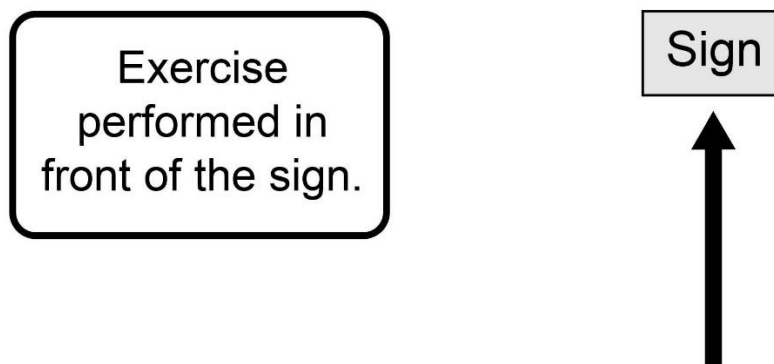 Exercise
performed in
front of the sign.
Sign